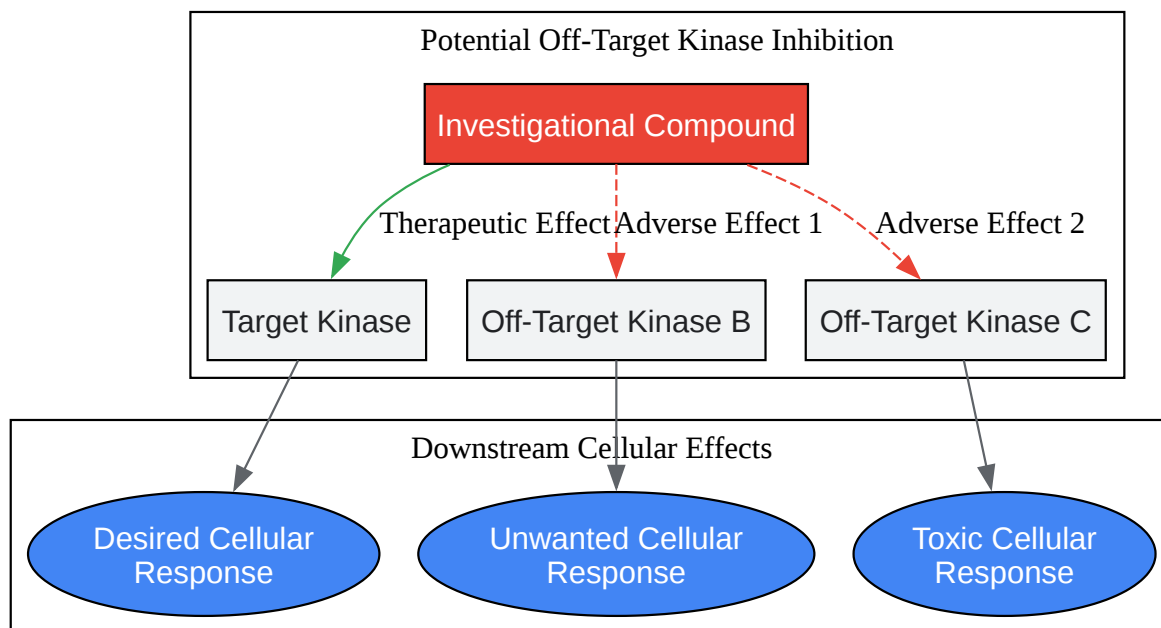 Potential Off-Target Kinase Inhibition
Investigational Compound
Therapeutic Effect
Adverse Effect 1
Adverse Effect 2
Target Kinase
Off-Target Kinase B
Off-Target Kinase C
Downstream Cellular Effects
Desired Cellular
Response
Unwanted Cellular
Response
Toxic Cellular
Response